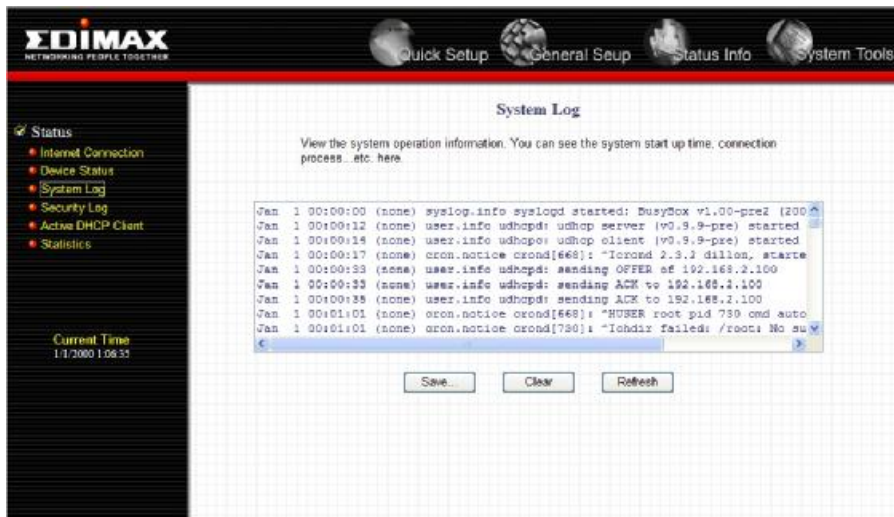 EDIMAX
NETWORKING PEOPLE TOGETHER
Quick Setup
General Seup
Status Info
System Tools
Status
Internet Connection
Device Status
System Log
Security Log
Active DHCP Client
Statistics
Current Time
1/1/2000 1:06:35
System Log
View the system operation information. You can see the system start up time, connection
process...etc. here.
Jan 1 00:00:00 (none) syslog.info syslogd started: BusyBox v1.00-pre2 (200
Jan 1 00:00:12 (none) user.info udhcpd: udhcp server (v0.9.9-pre) started
Jan 1 00:00:14 (none) user.info udhcpc: udhcp client (v0.9.9-pre) started
Jan 1 00:00:17 (none) cron.notice crond[668]: "Icrond 2.3.2 dillon, starte
Jan 1 00:00:33 (none) user.info udhcpd: sending OFFER of 192.168.2.100
Jan 1 00:00:33 (none) user.info udhcpd: sending ACK to 192.168.2.100
Jan 1 00:00:38 (none) user.info udhcpd: sending ACK to 192.168.2.100
Jan 1 00:01:01 (none) cron.notice crond[668]: "HUSER root pid 730 cmd auto
Jan 1 00:01:01 (none) cron.notice crond[730]: "Ichdir failed: /root: No su
Save...
Clear
Refresh